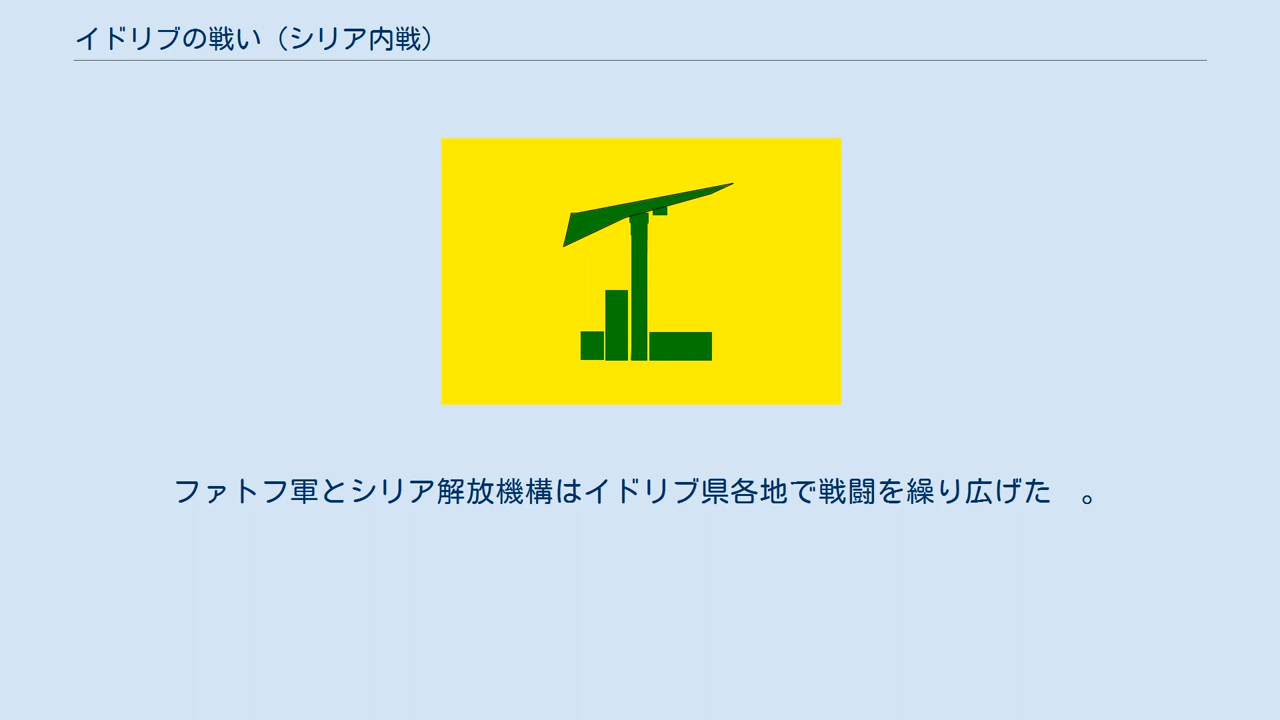 イドリブの戦い（シリア内戦）
ファトフ軍とシリア解放機構はイドリブ県各地で戦闘を繰り広げた　。